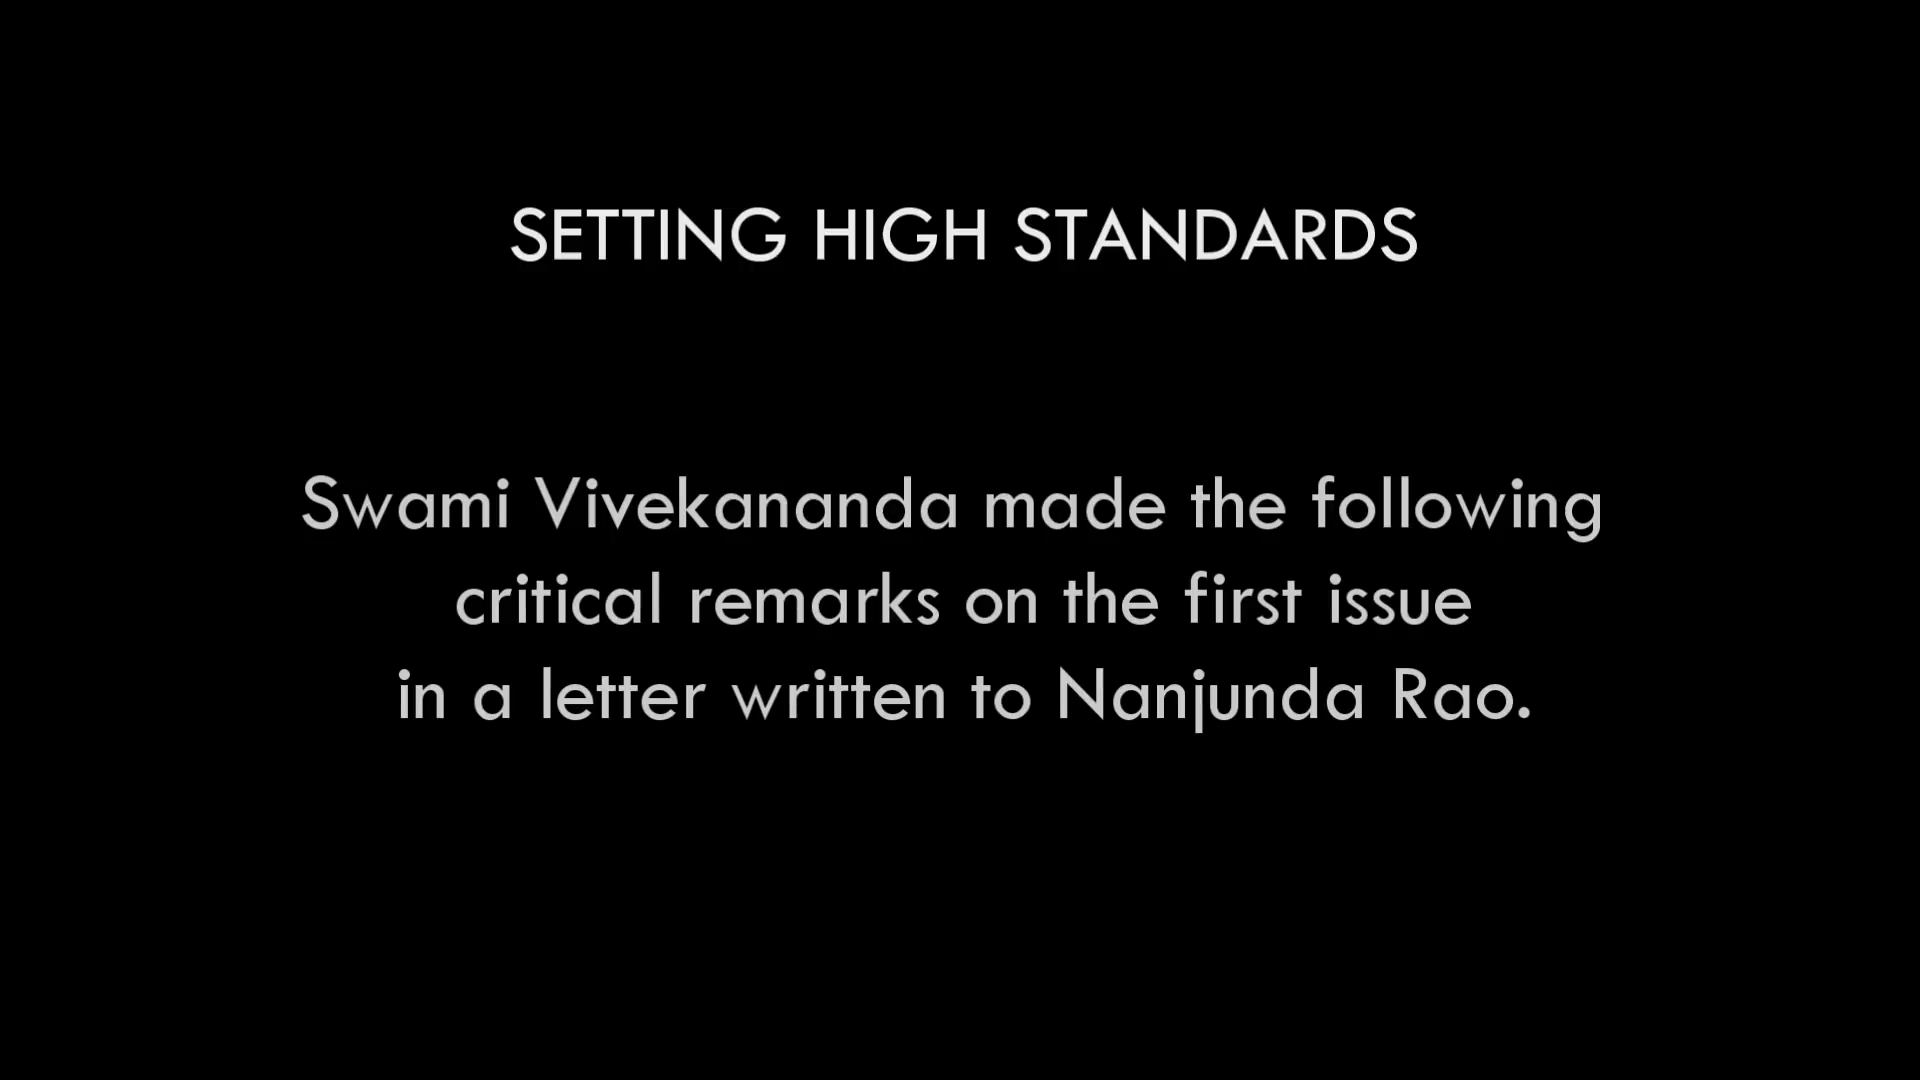 SETTING HIGH STANDARDS
Swami Vivekananda made the following
critical remarks on the first issue
in a letter written to Nanjunda Rao.